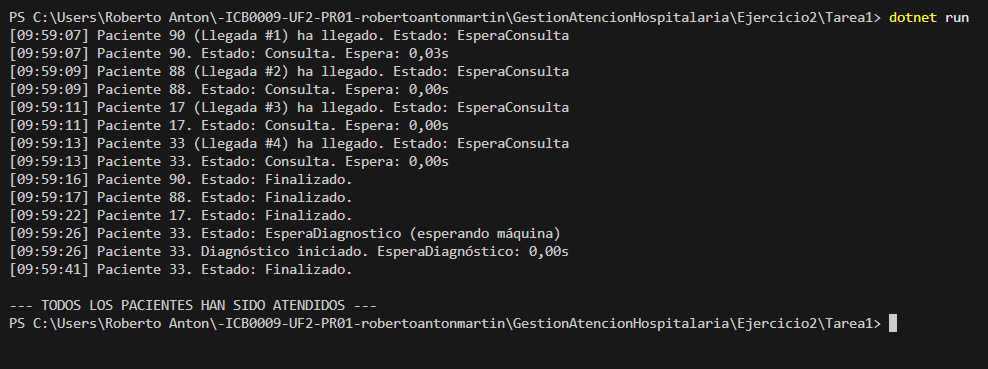 PS C:\Users\Roberto Anton\-ICB0009-UF2-PR01-robertoantonmartin\GestionAtencionHospitalaria\Ejercicio2\Tarea1> dotnet run
[09:59:07] Paciente 90 (Llegada #1) ha llegado. Estado: EsperaConsulta
[09:59:07] Paciente 90. Estado: Consulta. Espera: 0,03s
[09:59:09] Paciente 88 (Llegada #2) ha llegado. Estado: EsperaConsulta
[09:59:09] Paciente 88. Estado: Consulta. Espera: 0,00s
[09:59:11] Paciente 17 (Llegada #3) ha llegado. Estado: EsperaConsulta
[09:59:11] Paciente 17. Estado: Consulta. Espera: 0,00s
[09:59:13] Paciente 33 (Llegada #4) ha llegado. Estado: EsperaConsulta
[09:59:13] Paciente 33. Estado: Consulta. Espera: 0,00s
[09:59:16] Paciente 90. Estado: Finalizado.
[09:59:17] Paciente 88. Estado: Finalizado.
[09:59:22] Paciente 17. Estado: Finalizado.
[09:59:26] Paciente 33. Estado: EsperaDiagnostico (esperando máquina)
[09:59:26] Paciente 33. Diagnóstico iniciado. EsperaDiagnóstico: 0,00s
[09:59:41] Paciente 33. Estado: Finalizado.
--- TODOS LOS PACIENTES HAN SIDO ATENDIDOS ---
PS C:\Users\Roberto Anton\-ICB0009-UF2-PR01-robertoantonmartin\GestionAtencionHospitalaria\Ejercicio2\Tarea1>